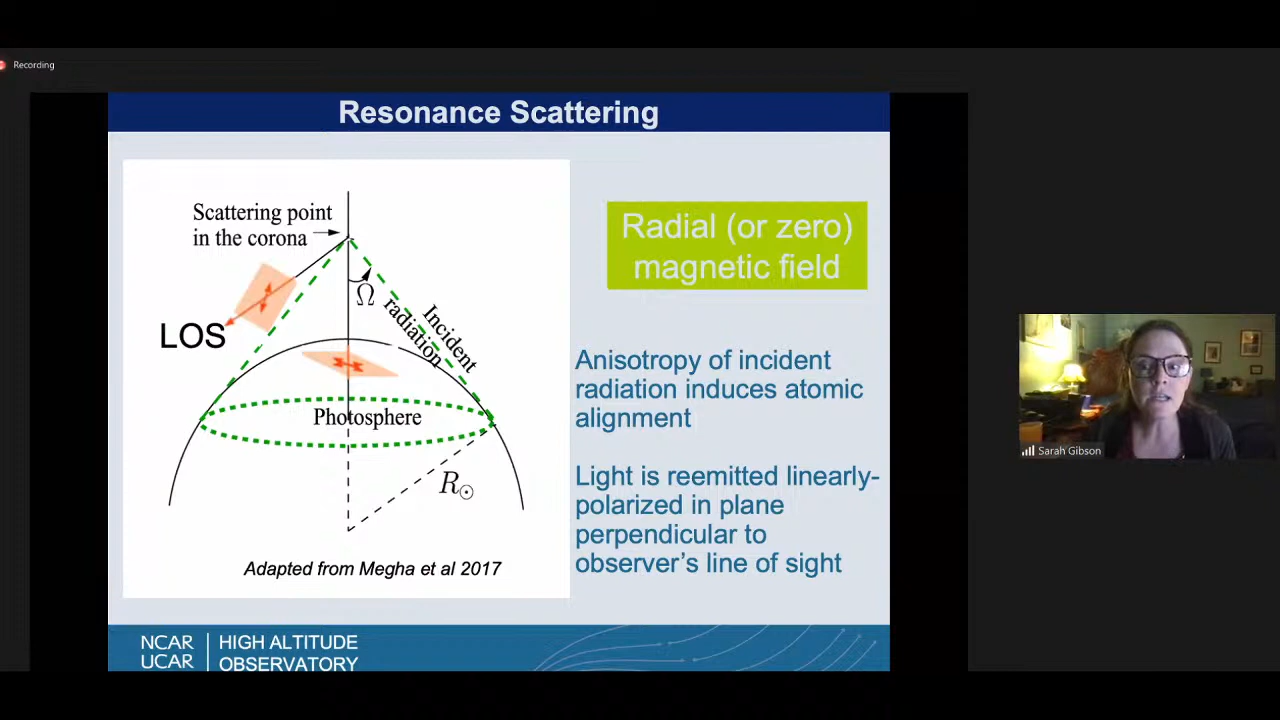 Recording
Resonance Scattering
Scattering point
in the corona
Ω
Incident
radiation
LOS
Photosphere
R☉
Adapted from Megha et al 2017
Radial (or zero)
magnetic field
Anisotropy of incident
radiation induces atomic
alignment
Light is reemitted linearly-
polarized in plane
perpendicular to
observer's line of sight
Sarah Gibson
NCAR
UCAR
HIGH ALTITUDE
OBSERVATORY